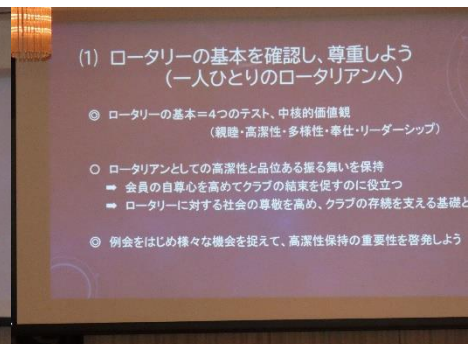 (1) ロータリーの基本を確認し、尊重しよう
(一人ひとりのロータリアンへ)
◎ ロータリーの基本=4つのテスト、中核的価値観
(親睦・高潔性・多様性・奉仕・リーダーシップ)
○ ロータリアンとしての高潔性と品位ある振る舞いを保持
➡ 会員の自尊心を高めてクラブの結束を促すのに役立つ
➡ ロータリーに対する社会の尊敬を高め、クラブの存続を支える基礎と
◎ 例会をはじめ様々な機会を捉えて、高潔性保持の重要性を啓発しよう